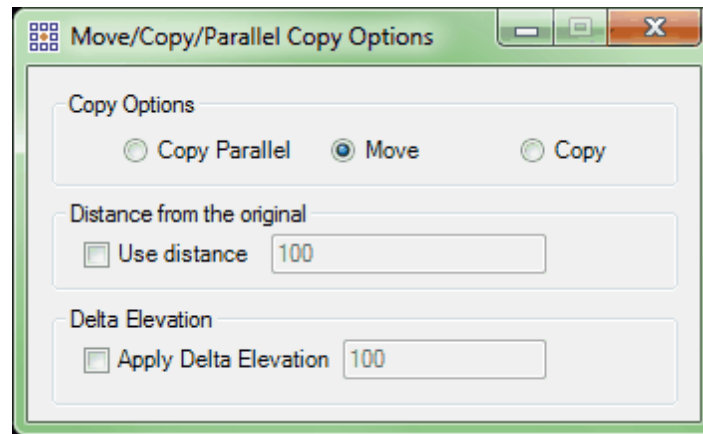 Move/Copy/Parallel Copy Options
Copy Options
Copy Parallel Move Copy
Distance from the original
Use distance 100
Delta Elevation
Apply Delta Elevation 100